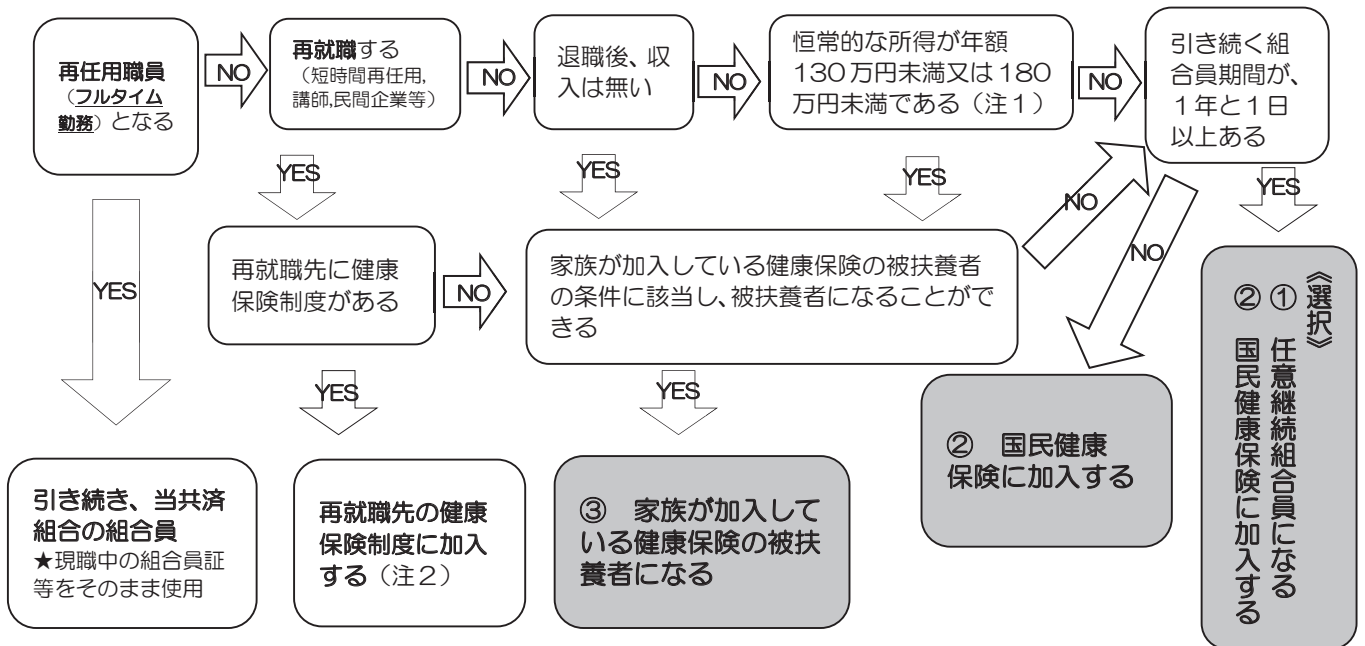 再任用職員
（フルタイム
勤務）となる
NO
再就職する
（短時間再任用,
講師,民間企業等）
NO
退職後、収
入は無い
NO
恒常的な所得が年額
130万円未満又は180
万円未満である（注1）
NO
引き続く組
合員期間が、
1年と1日
以上ある
YES
YES
YES
YES
YES
再就職先に健康
保険制度がある
NO
家族が加入している健康保険の被扶養者
の条件に該当し、被扶養者になることがで
きる
NO
NO
YES
YES
引き続き、当共済
組合の組合員
★現職中の組合員証
等をそのまま使用
再就職先の健康
保険制度に加入
する（注2）
③　家族が加入して
いる健康保険の被扶
養者になる
②　国民健康
保険に加入する
《選択》
①　任意継続組合員になる
②　国民健康保険に加入する